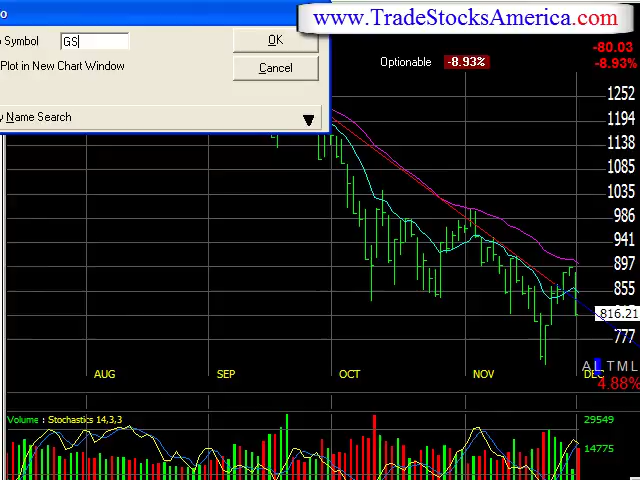 www.TradeStocksAmerica.com
o
o Symbol
GS
OK
Plot in New Chart Window
Cancel
y Name Search
Optionable
-8.93%
-80.03
-8.93%
1252
1194
1138
1085
1035
986
941
897
855
816.21
777
A L T M L
4.88%
AUG
SEP
OCT
NOV
DEC
Volume : Stochastics 14,3,3
29549
14775